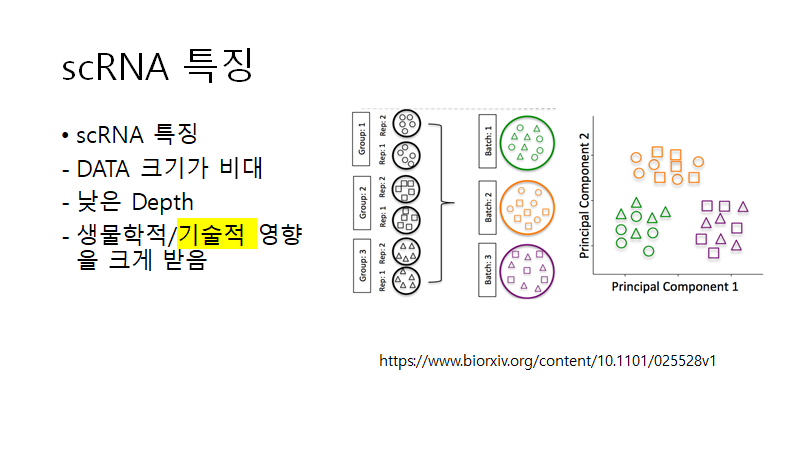 scRNA 특징
• scRNA 특징
- DATA 크기가 비대
- 낮은 Depth
- 생물학적/기술적 영향
을 크게 받음
Group: 1
Rep: 2
Rep: 1
Group: 2
Rep: 2
Rep: 1
Group: 3
Rep: 2
Rep: 1
Batch: 1
Batch: 2
Batch: 3
Principal Component 2
Principal Component 1
https://www.biorxiv.org/content/10.1101/025528v1